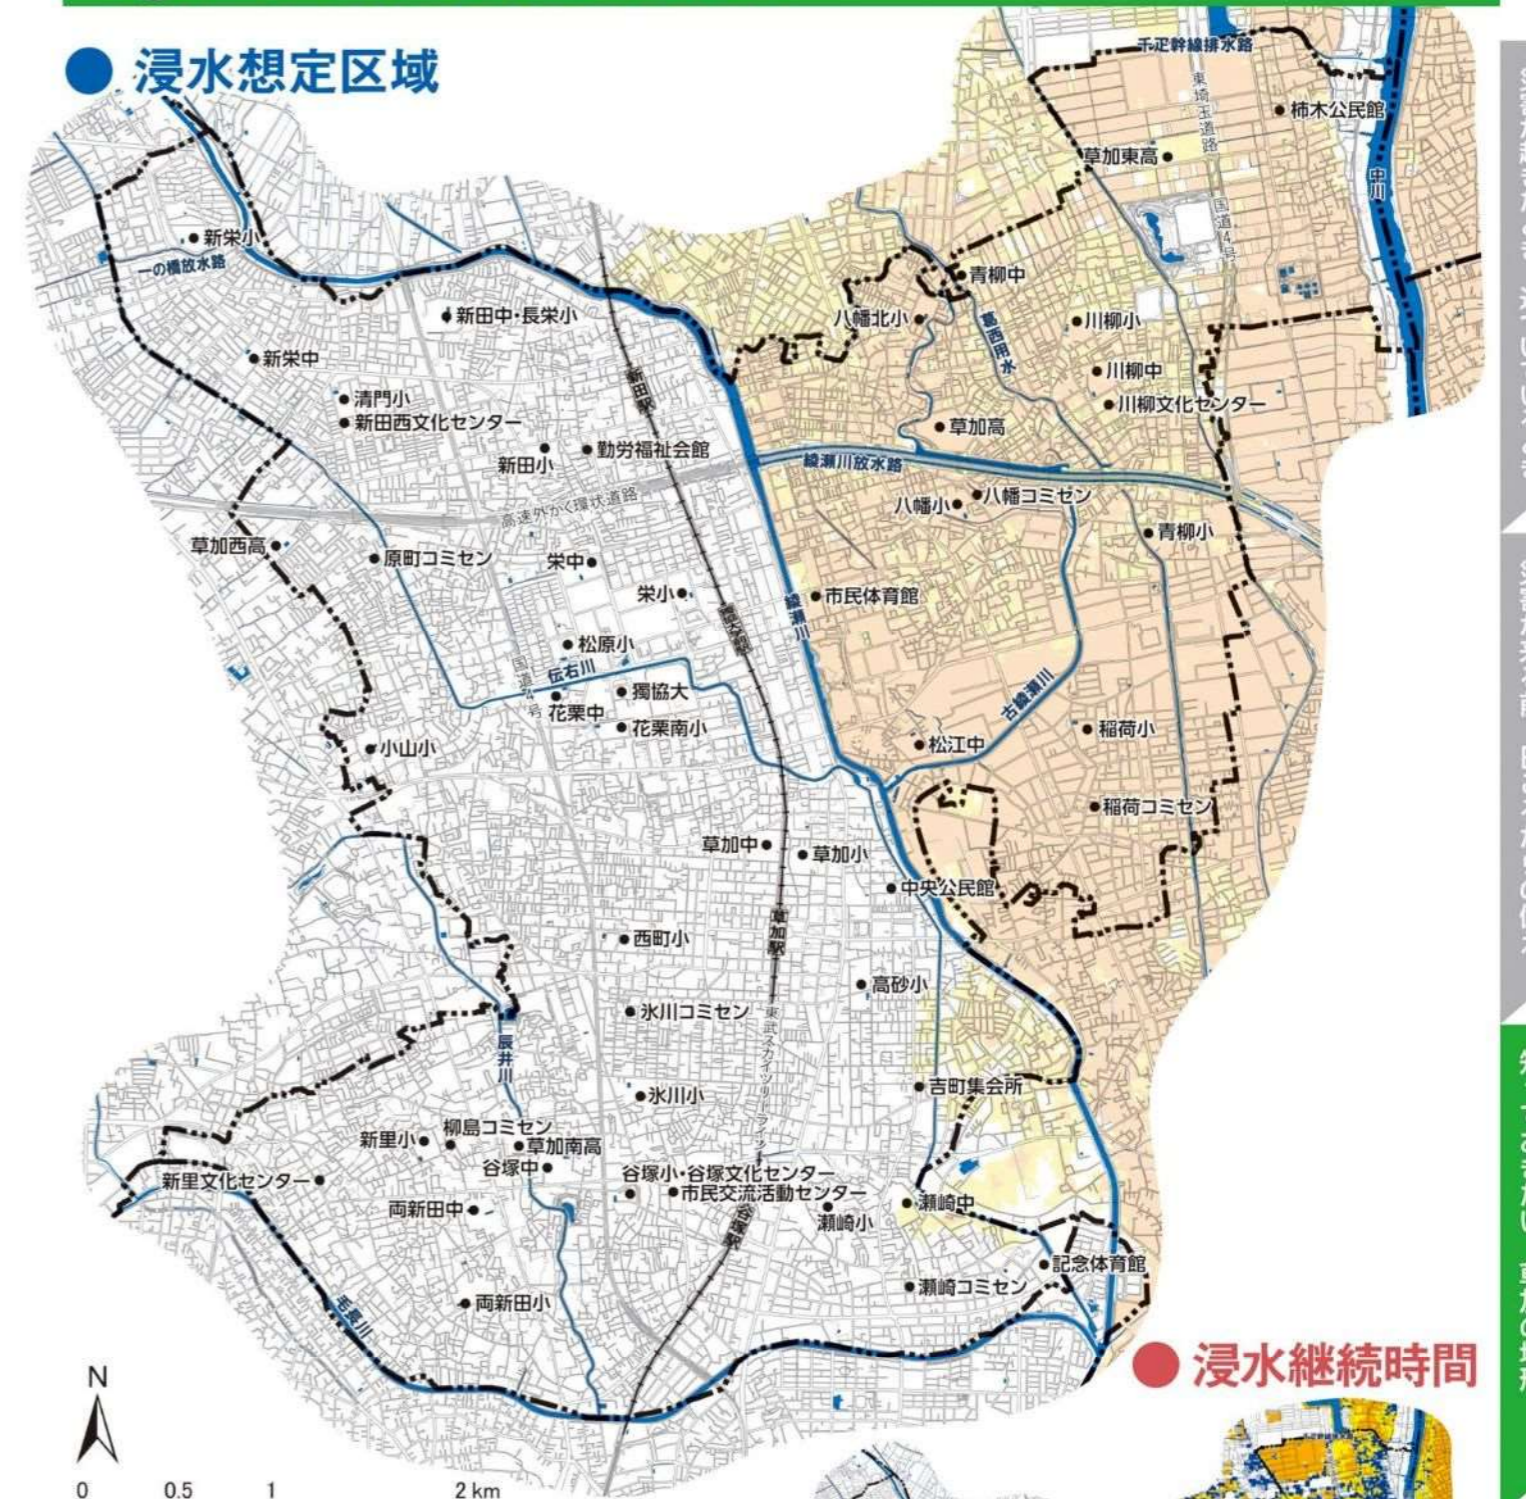 浸水想定区域
千疋幹線排水路
東埼玉道路
柿木公民館
草加東高
中川
国道4号
新栄小
一の橋放水路
青柳中
新田中・長栄小
八幡北小
葛西用水
川柳小
新栄中
川柳中
新田駅
清門小
川柳文化センター
新田西文化センター
草加高
新田小
勤労福祉会館
綾瀬川放水路
高速外かく環状道路
八幡小
八幡コミセン
青柳小
草加西高
原町コミセン
栄中
栄小
綾瀬川
市民体育館
松原小
国道4号
伝右川
獨協大
花栗中
花栗南小
古綾瀬川
松江中
稲荷小
小山小
稲荷コミセン
草加中
草加小
中央公民館
草加駅
西町小
高砂小
氷川コミセン
東武スカイツリーライン
辰井川
吉町集会所
氷川小
柳島コミセン
新里小
草加南高
谷塚中
谷塚小・谷塚文化センター
新里文化センター
市民交流活動センター
瀬崎中
両新田中
谷塚駅
瀬崎小
記念体育館
瀬崎コミセン
両新田小
毛長川
浸水継続時間
N
0 0.5 1 2 km